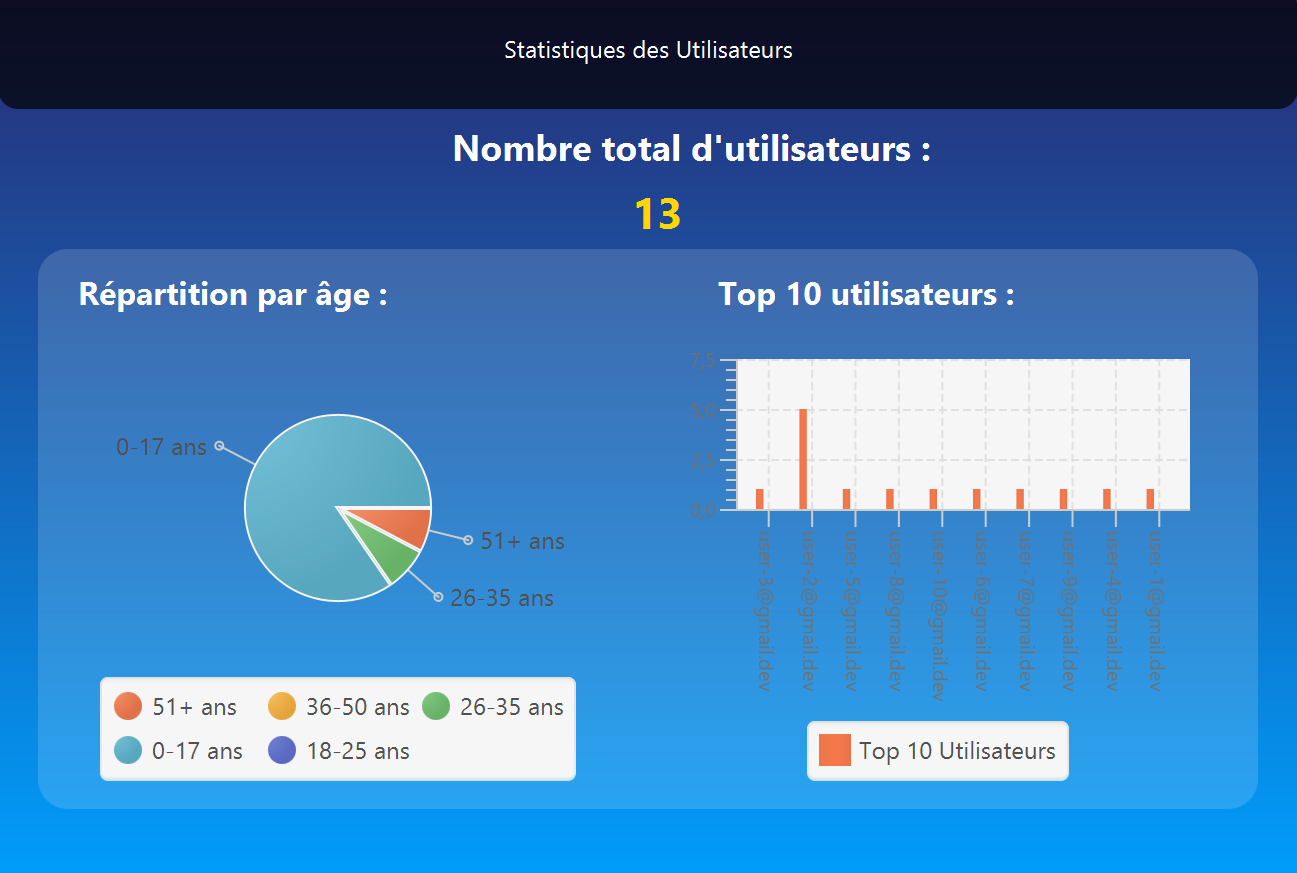 Statistiques des Utilisateurs
Nombre total d'utilisateurs :
13
Répartition par âge :
0-17 ans
51+ ans
26-35 ans
51+ ans
36-50 ans
26-35 ans
0-17 ans
18-25 ans
Top 10 utilisateurs :
7,5
5,0
2,5
0,0
user-3@gmail.dev
user-2@gmail.dev
user-5@gmail.dev
user-8@gmail.dev
user-10@gmail.dev
user-6@gmail.dev
user-7@gmail.dev
user-9@gmail.dev
user-4@gmail.dev
user-1@gmail.dev
Top 10 Utilisateurs